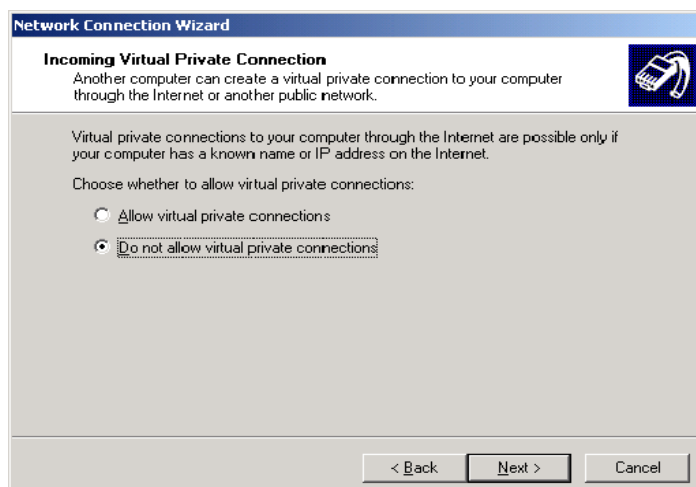 Network Connection Wizard
Incoming Virtual Private Connection
Another computer can create a virtual private connection to your computer
through the Internet or another public network.
Virtual private connections to your computer through the Internet are possible only if
your computer has a known name or IP address on the Internet.
Choose whether to allow virtual private connections:
Allow virtual private connections
Do not allow virtual private connections
< Back
Next >
Cancel